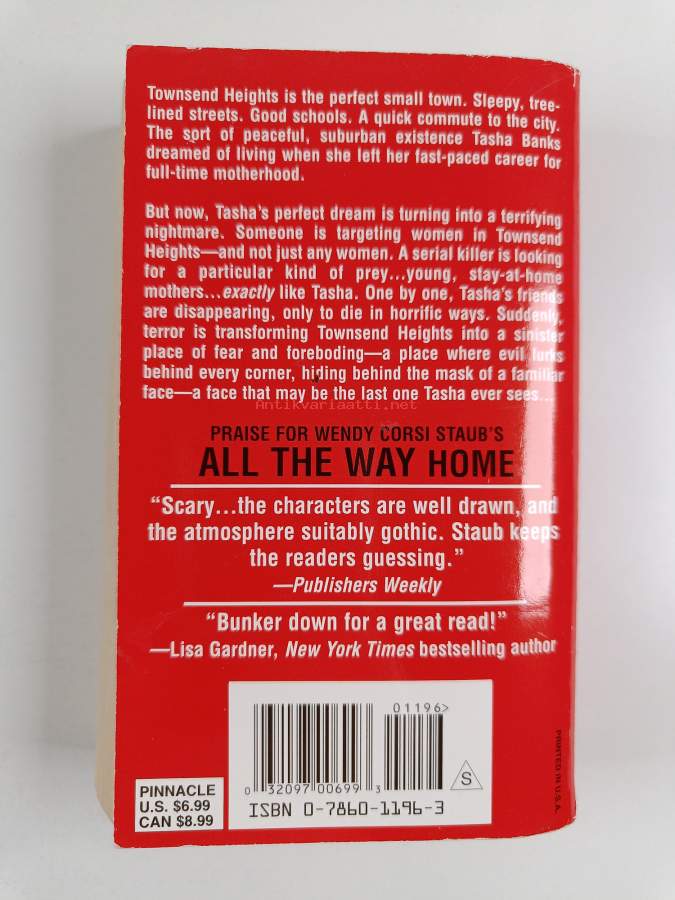 Townsend Heights is the perfect small town. Sleepy, tree-
lined streets. Good schools. A quick commute to the city.
The sort of peaceful, suburban existence Tasha Banks
dreamed of living when she left her fast-paced career for
full-time motherhood.
But now, Tasha's perfect dream is turning into a terrifying
nightmare. Someone is targeting women in Townsend
Heights—and not just any women. A serial killer is looking
for a particular kind of prey...young, stay-at-home
mothers...exactly like Tasha. One by one, Tasha's friends
are disappearing, only to die in horrific ways. Suddenly,
terror is transforming Townsend Heights into a sinister
place of fear and foreboding—a place where evil lurks
behind every corner, hiding behind the mask of a familiar
face—a face that may be the last one Tasha ever sees...
Antikvariaatti.net
PRAISE FOR WENDY CORSI STAUB'S
ALL THE WAY HOME
“Scary...the characters are well drawn, and
the atmosphere suitably gothic. Staub keeps
the readers guessing.”
—Publishers Weekly
“Bunker down for a great read!”
—Lisa Gardner, New York Times bestselling author
01196>
0 32097 00699 3
S
ISBN 0-7860-1196-3
PINNACLE
U.S. $6.99
CAN $8.99
PRINTED IN U.S.A.